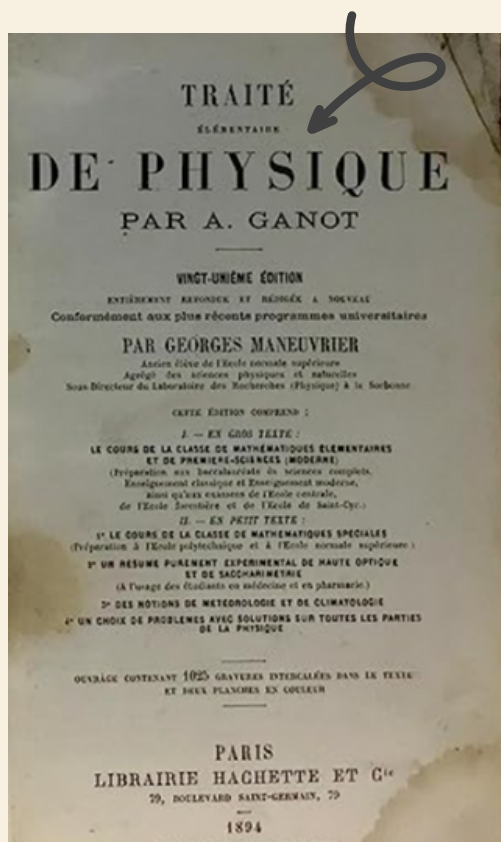 TRAITÉ
ÉLÉMENTAIRE
DE PHYSIQUE
PAR A. GANOT
VINGT-UNIÈME ÉDITION
ENTIÈREMENT REFONDUE ET RÉDIGÉE A NOUVEAU
Conformément aux plus récents programmes universitaires
PAR GEORGES MANEUVRIER
Ancien élève de l'École normale supérieure
Agrégé des sciences physiques et naturelles
Sous-Directeur du Laboratoire des Recherches (Physique) à la Sorbonne
CETTE ÉDITION COMPREND :
I. — EN GROS TEXTE :
LE COURS DE LA CLASSE DE MATHÉMATIQUES ÉLÉMENTAIRES
ET DE PREMIÈRE-SCIENCES (MODERNE)
(Préparation aux baccalauréats ès sciences complets,
Enseignement classique et Enseignement moderne,
ainsi qu'aux examens de l'École centrale,
de l'École forestière et de l'École de Saint-Cyr.)
II. — EN PETIT TEXTE :
1° LE COURS DE LA CLASSE DE MATHÉMATIQUES SPÉCIALES
(Préparation à l'École polytechnique et à l'École normale supérieure)
2° UN RÉSUMÉ PUREMENT EXPÉRIMENTAL DE HAUTE OPTIQUE
ET DE SACCHARIMÉTRIE
(A l'usage des étudiants en médecine et en pharmacie.)
3° DES NOTIONS DE MÉTÉOROLOGIE ET DE CLIMATOLOGIE
4° UN CHOIX DE PROBLÈMES AVEC SOLUTIONS SUR TOUTES LES PARTIES
DE LA PHYSIQUE
OUVRAGE CONTENANT 1025 GRAVURES INTERCALÉES DANS LE TEXTE
ET DEUX PLANCHES EN COULEUR
PARIS
LIBRAIRIE HACHETTE ET Cie
79, BOULEVARD SAINT-GERMAIN, 79
1894